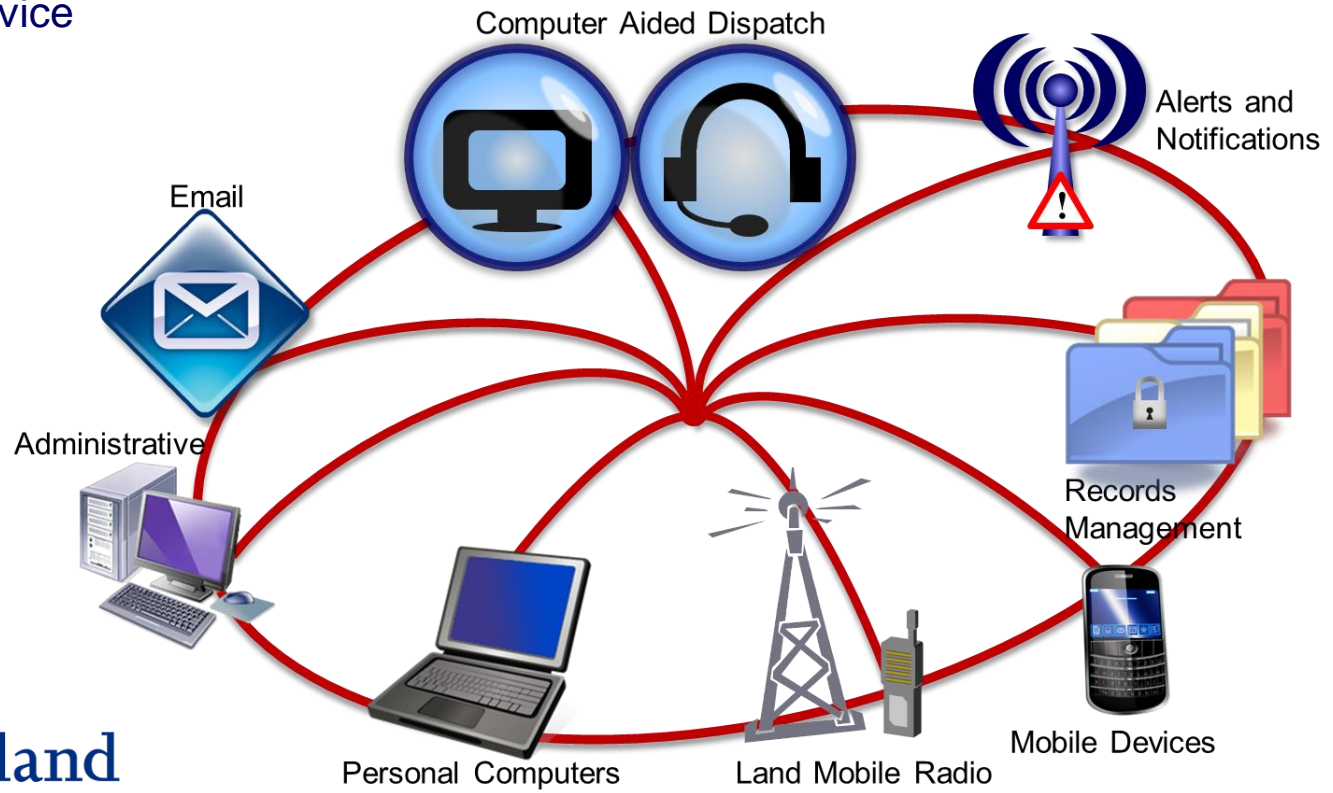 vice
Computer Aided Dispatch
Alerts and
Notifications
Email
Administrative
Records
Management
Mobile Devices
land
Personal Computers
Land Mobile Radio